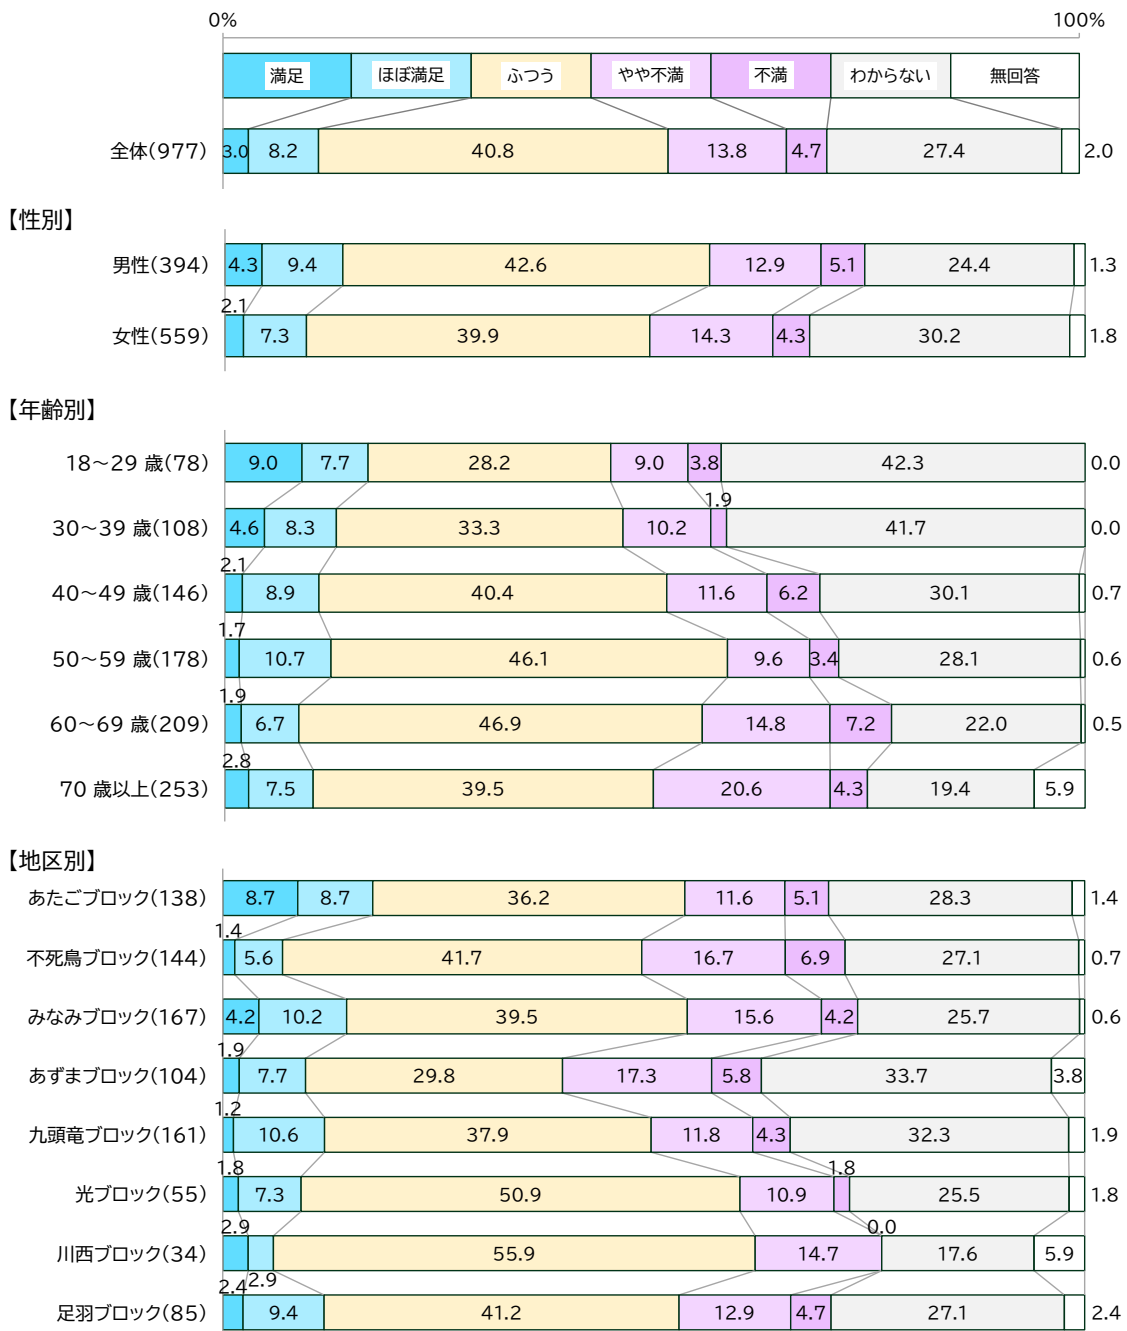 0% 100%
満足 ほぼ満足 ふつう やや不満 不満 わからない 無回答
全体(977) 3.0 8.2 40.8 13.8 4.7 27.4 2.0
【性別】
男性(394) 4.3 9.4 42.6 12.9 5.1 24.4 1.3
女性(559) 2.1 7.3 39.9 14.3 4.3 30.2 1.8
【年齢別】
18～29 歳(78) 9.0 7.7 28.2 9.0 3.8 42.3 0.0
30～39 歳(108) 4.6 8.3 33.3 10.2 1.9 41.7 0.0
40～49 歳(146) 2.1 8.9 40.4 11.6 6.2 30.1 0.7
50～59 歳(178) 1.7 10.7 46.1 9.6 3.4 28.1 0.6
60～69 歳(209) 1.9 6.7 46.9 14.8 7.2 22.0 0.5
70 歳以上(253) 2.8 7.5 39.5 20.6 4.3 19.4 5.9
【地区別】
あたごブロック(138) 8.7 8.7 36.2 11.6 5.1 28.3 1.4
不死鳥ブロック(144) 1.4 5.6 41.7 16.7 6.9 27.1 0.7
みなみブロック(167) 4.2 10.2 39.5 15.6 4.2 25.7 0.6
あずまブロック(104) 1.9 7.7 29.8 17.3 5.8 33.7 3.8
九頭竜ブロック(161) 1.2 10.6 37.9 11.8 4.3 32.3 1.9
光ブロック(55) 1.8 7.3 50.9 10.9 1.8 25.5 1.8
川西ブロック(34) 2.9 2.9 55.9 14.7 0.0 17.6 5.9
足羽ブロック(85) 2.4 9.4 41.2 12.9 4.7 27.1 2.4